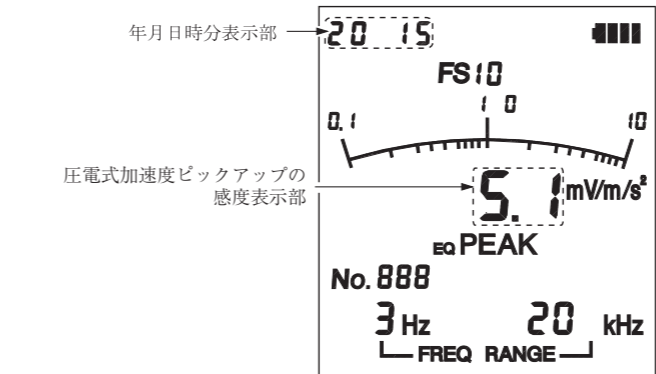 年月日時分表示部
20 15
FS10
1 0
0.1
10
圧電式加速度ピックアップの
感度表示部
5.1 mV/m/s²
EQ PEAK
No. 888
3 Hz 20 kHz
FREQ RANGE